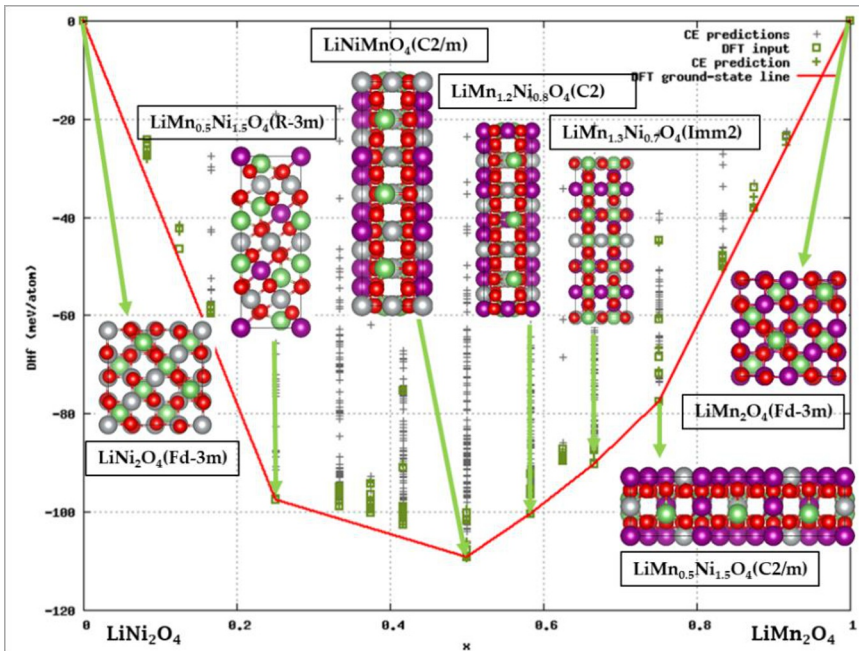 LiNiMnO₄(C2/m)
CE predictions
DFT input
CE prediction
DFT ground-state line
LiMn₁.₂Ni₀.₈O₄(C2)
LiMn₀.₅Ni₁.₅O₄(R-3m)
LiMn₁.₃Ni₀.₇O₄(Imm2)
LiNi₂O₄(Fd-3m)
LiMn₂O₄(Fd-3m)
LiMn₀.₅Ni₁.₅O₄(C2/m)
0
-20
-40
-60
-80
-100
-120
DHf (meV/atom)
0
0.2
0.4
0.6
0.8
1
LiNi₂O₄
x
LiMn₂O₄